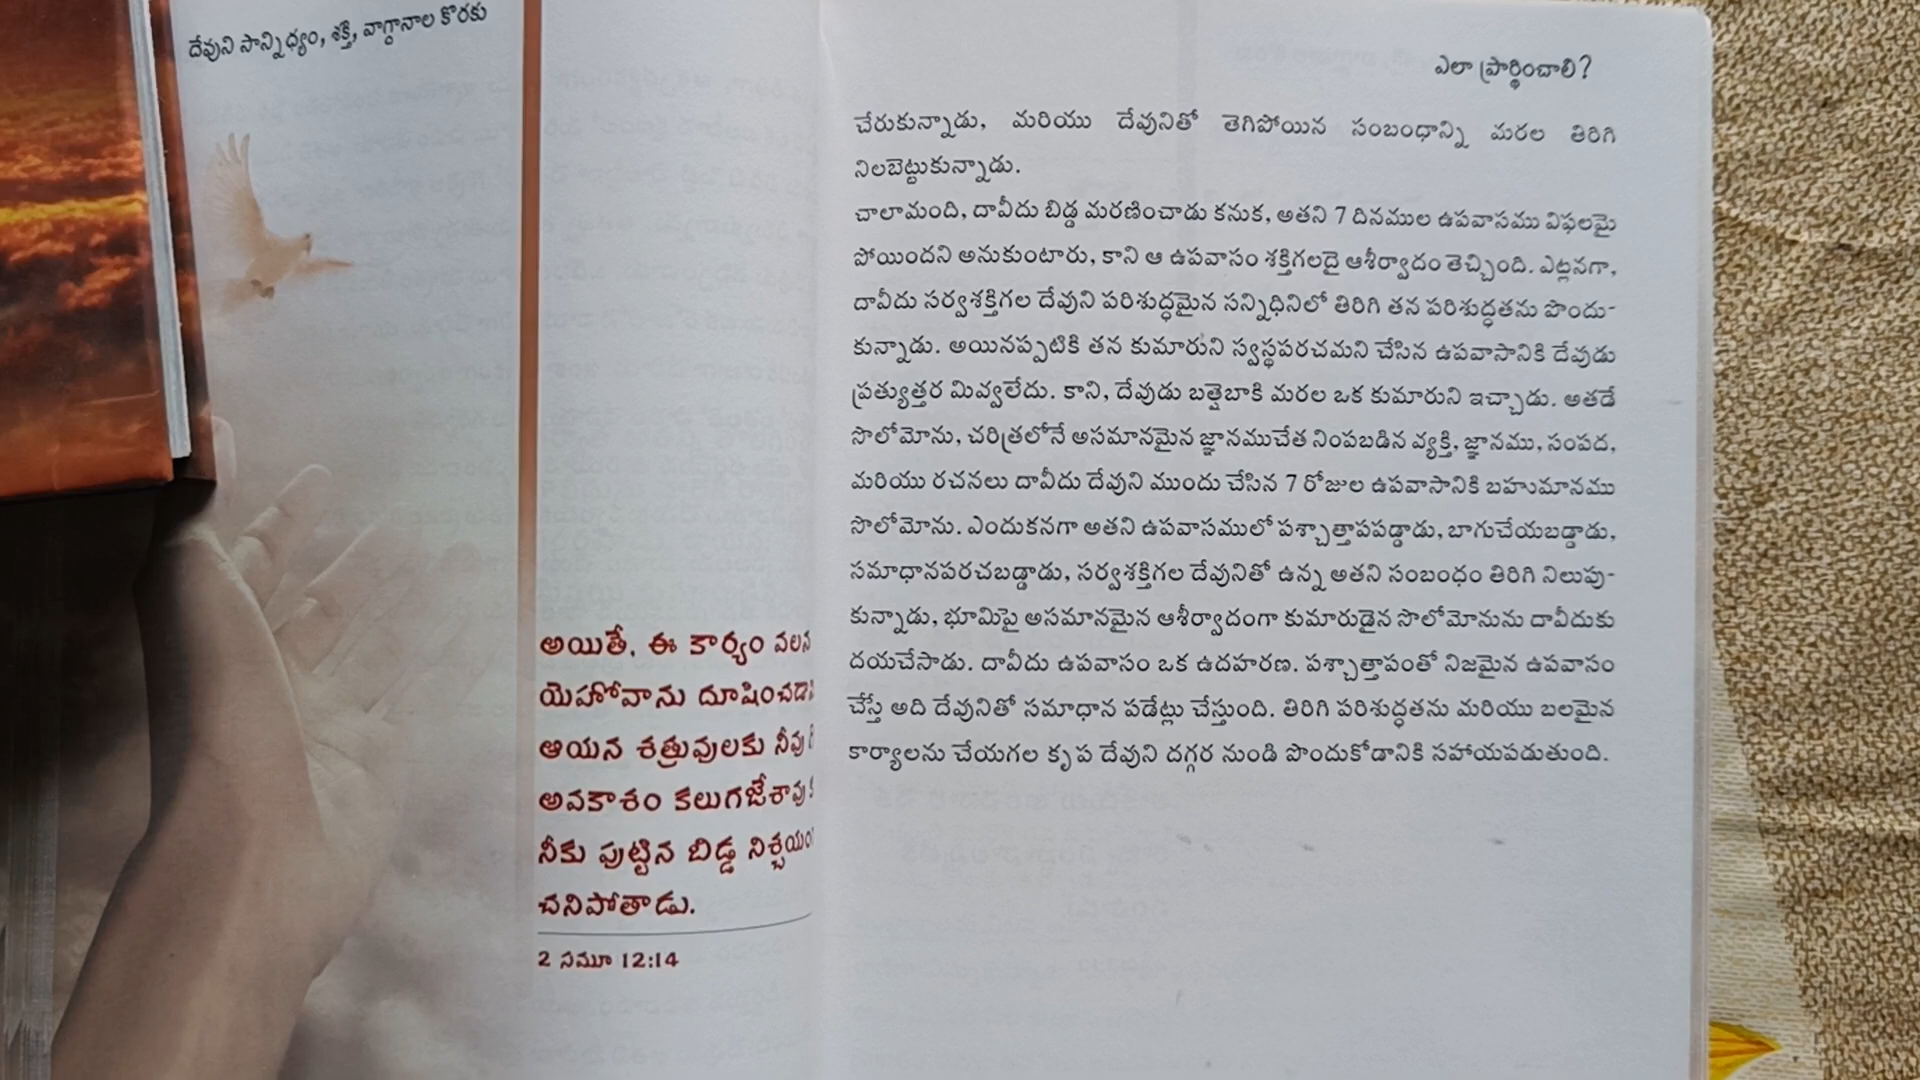 దేవుని సాన్నిధ్యం, శక్తి, వాగ్దానాల కొరకు
అయితే, ఈ కార్యం వలన
యెహోవాను దూషించడా
ఆయన శత్రువులకు నీవు
అవకాశం కలుగజేశావు
నీకు పుట్టిన బిడ్డ నిశ్చయం
చనిపోతాడు.
2 సమూ 12:14
ఎలా ప్రార్థించాలి?
చేరుకున్నాడు, మరియు దేవునితో తెగిపోయిన సంబంధాన్ని మరల తిరిగి
నిలబెట్టుకున్నాడు.
చాలామంది, దావీదు బిడ్డ మరణించాడు కనుక, అతని 7 దినముల ఉపవాసము విఫలమై
పోయిందని అనుకుంటారు, కాని ఆ ఉపవాసం శక్తిగలదై ఆశీర్వాదం తెచ్చింది. ఎట్లనగా,
దావీదు సర్వశక్తిగల దేవుని పరిశుద్ధమైన సన్నిధినిలో తిరిగి తన పరిశుద్ధతను పొందు-
కున్నాడు. అయినప్పటికి తన కుమారుని స్వస్థపరచమని చేసిన ఉపవాసానికి దేవుడు
ప్రత్యుత్తర మివ్వలేదు. కాని, దేవుడు బత్షెబాకి మరల ఒక కుమారుని ఇచ్చాడు. అతడే
సొలోమోను, చరిత్రలోనే అసమానమైన జ్ఞానముచేత నింపబడిన వ్యక్తి, జ్ఞానము, సంపద,
మరియు రచనలు దావీదు దేవుని ముందు చేసిన 7 రోజుల ఉపవాసానికి బహుమానము
సొలోమోను. ఎందుకనగా అతని ఉపవాసములో పశ్చాత్తాపపడ్డాడు, బాగుచేయబడ్డాడు,
సమాధానపరచబడ్డాడు, సర్వశక్తిగల దేవునితో ఉన్న అతని సంబంధం తిరిగి నిలుపు-
కున్నాడు, భూమిపై అసమానమైన ఆశీర్వాదంగా కుమారుడైన సొలోమోనును దావీదుకు
దయచేసాడు. దావీదు ఉపవాసం ఒక ఉదహరణ. పశ్చాత్తాపంతో నిజమైన ఉపవాసం
చేస్తే అది దేవునితో సమాధాన పడేట్లు చేస్తుంది. తిరిగి పరిశుద్ధతను మరియు బలమైన
కార్యాలను చేయగల కృప దేవుని దగ్గర నుండి పొందుకోడానికి సహాయపడుతుంది.